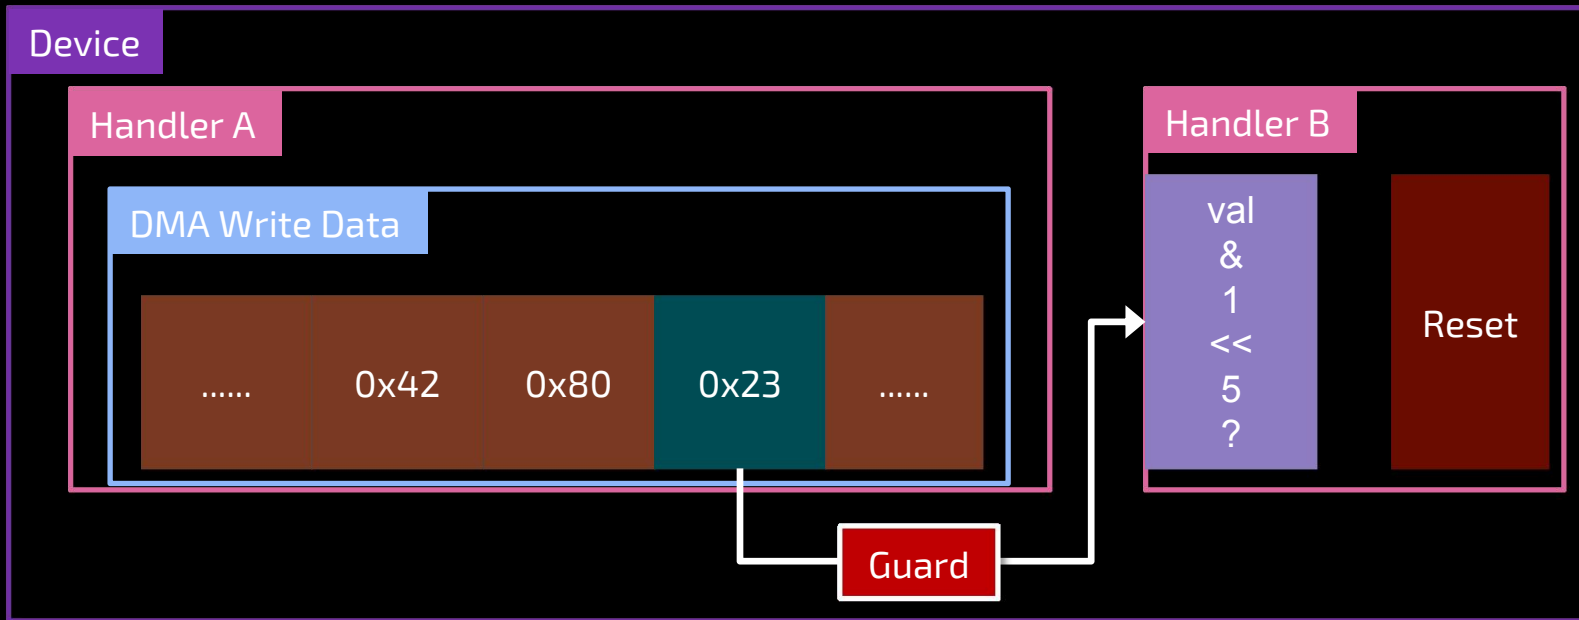 Device
Handler A
Handler B
DMA Write Data
......
0x42
0x80
0x23
......
val
&
1
<<
5
?
Reset
Guard